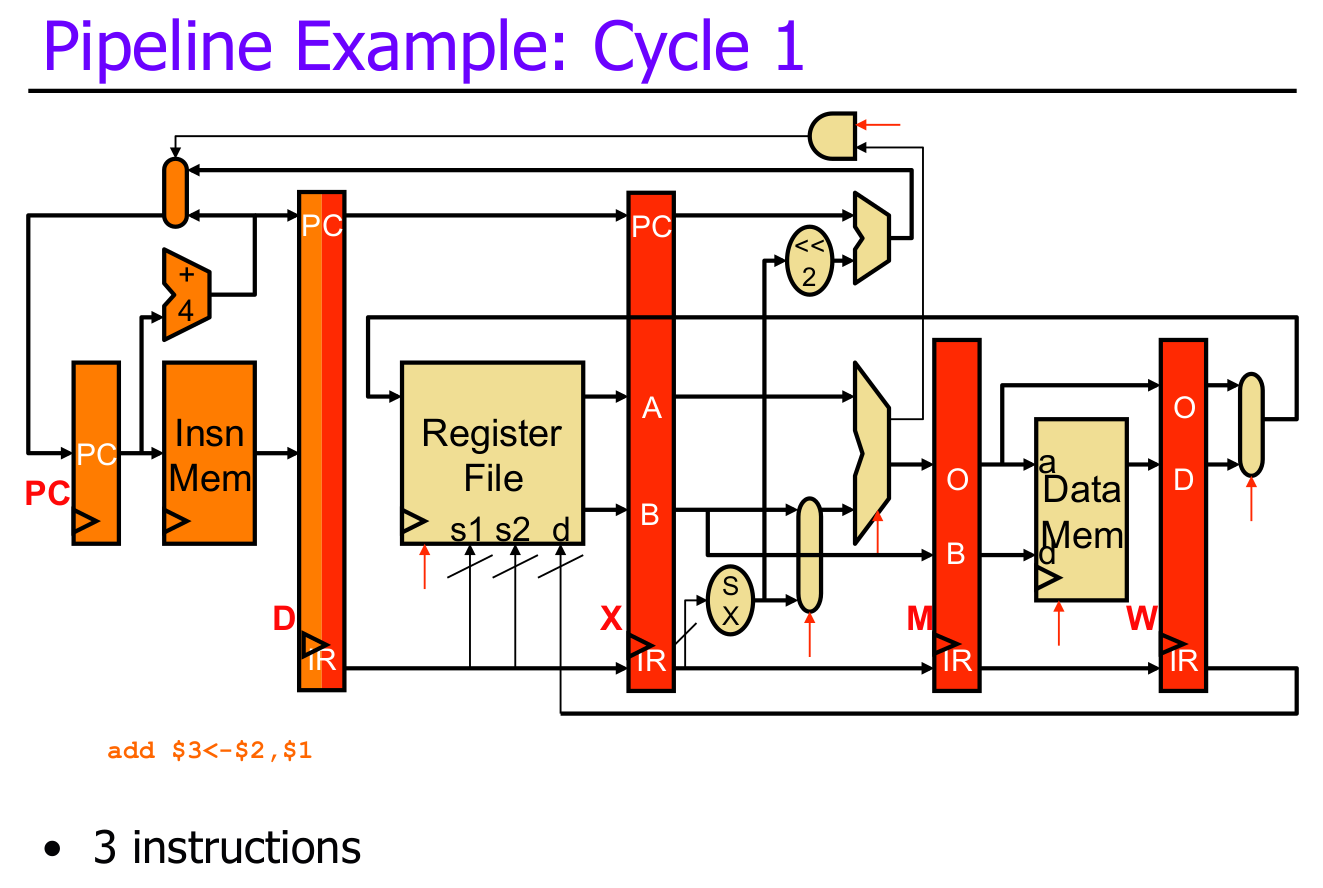 Pipeline Example: Cycle 1
PC
PC
<<
2
+
4
PC
PC
Insn
Mem
Register
File
s1 s2 d
A
B
S
X
O
B
a
Data
Mem
d
O
D
D
X
M
W
IR
IR
IR
IR
add $3<-$2,$1
• 3 instructions